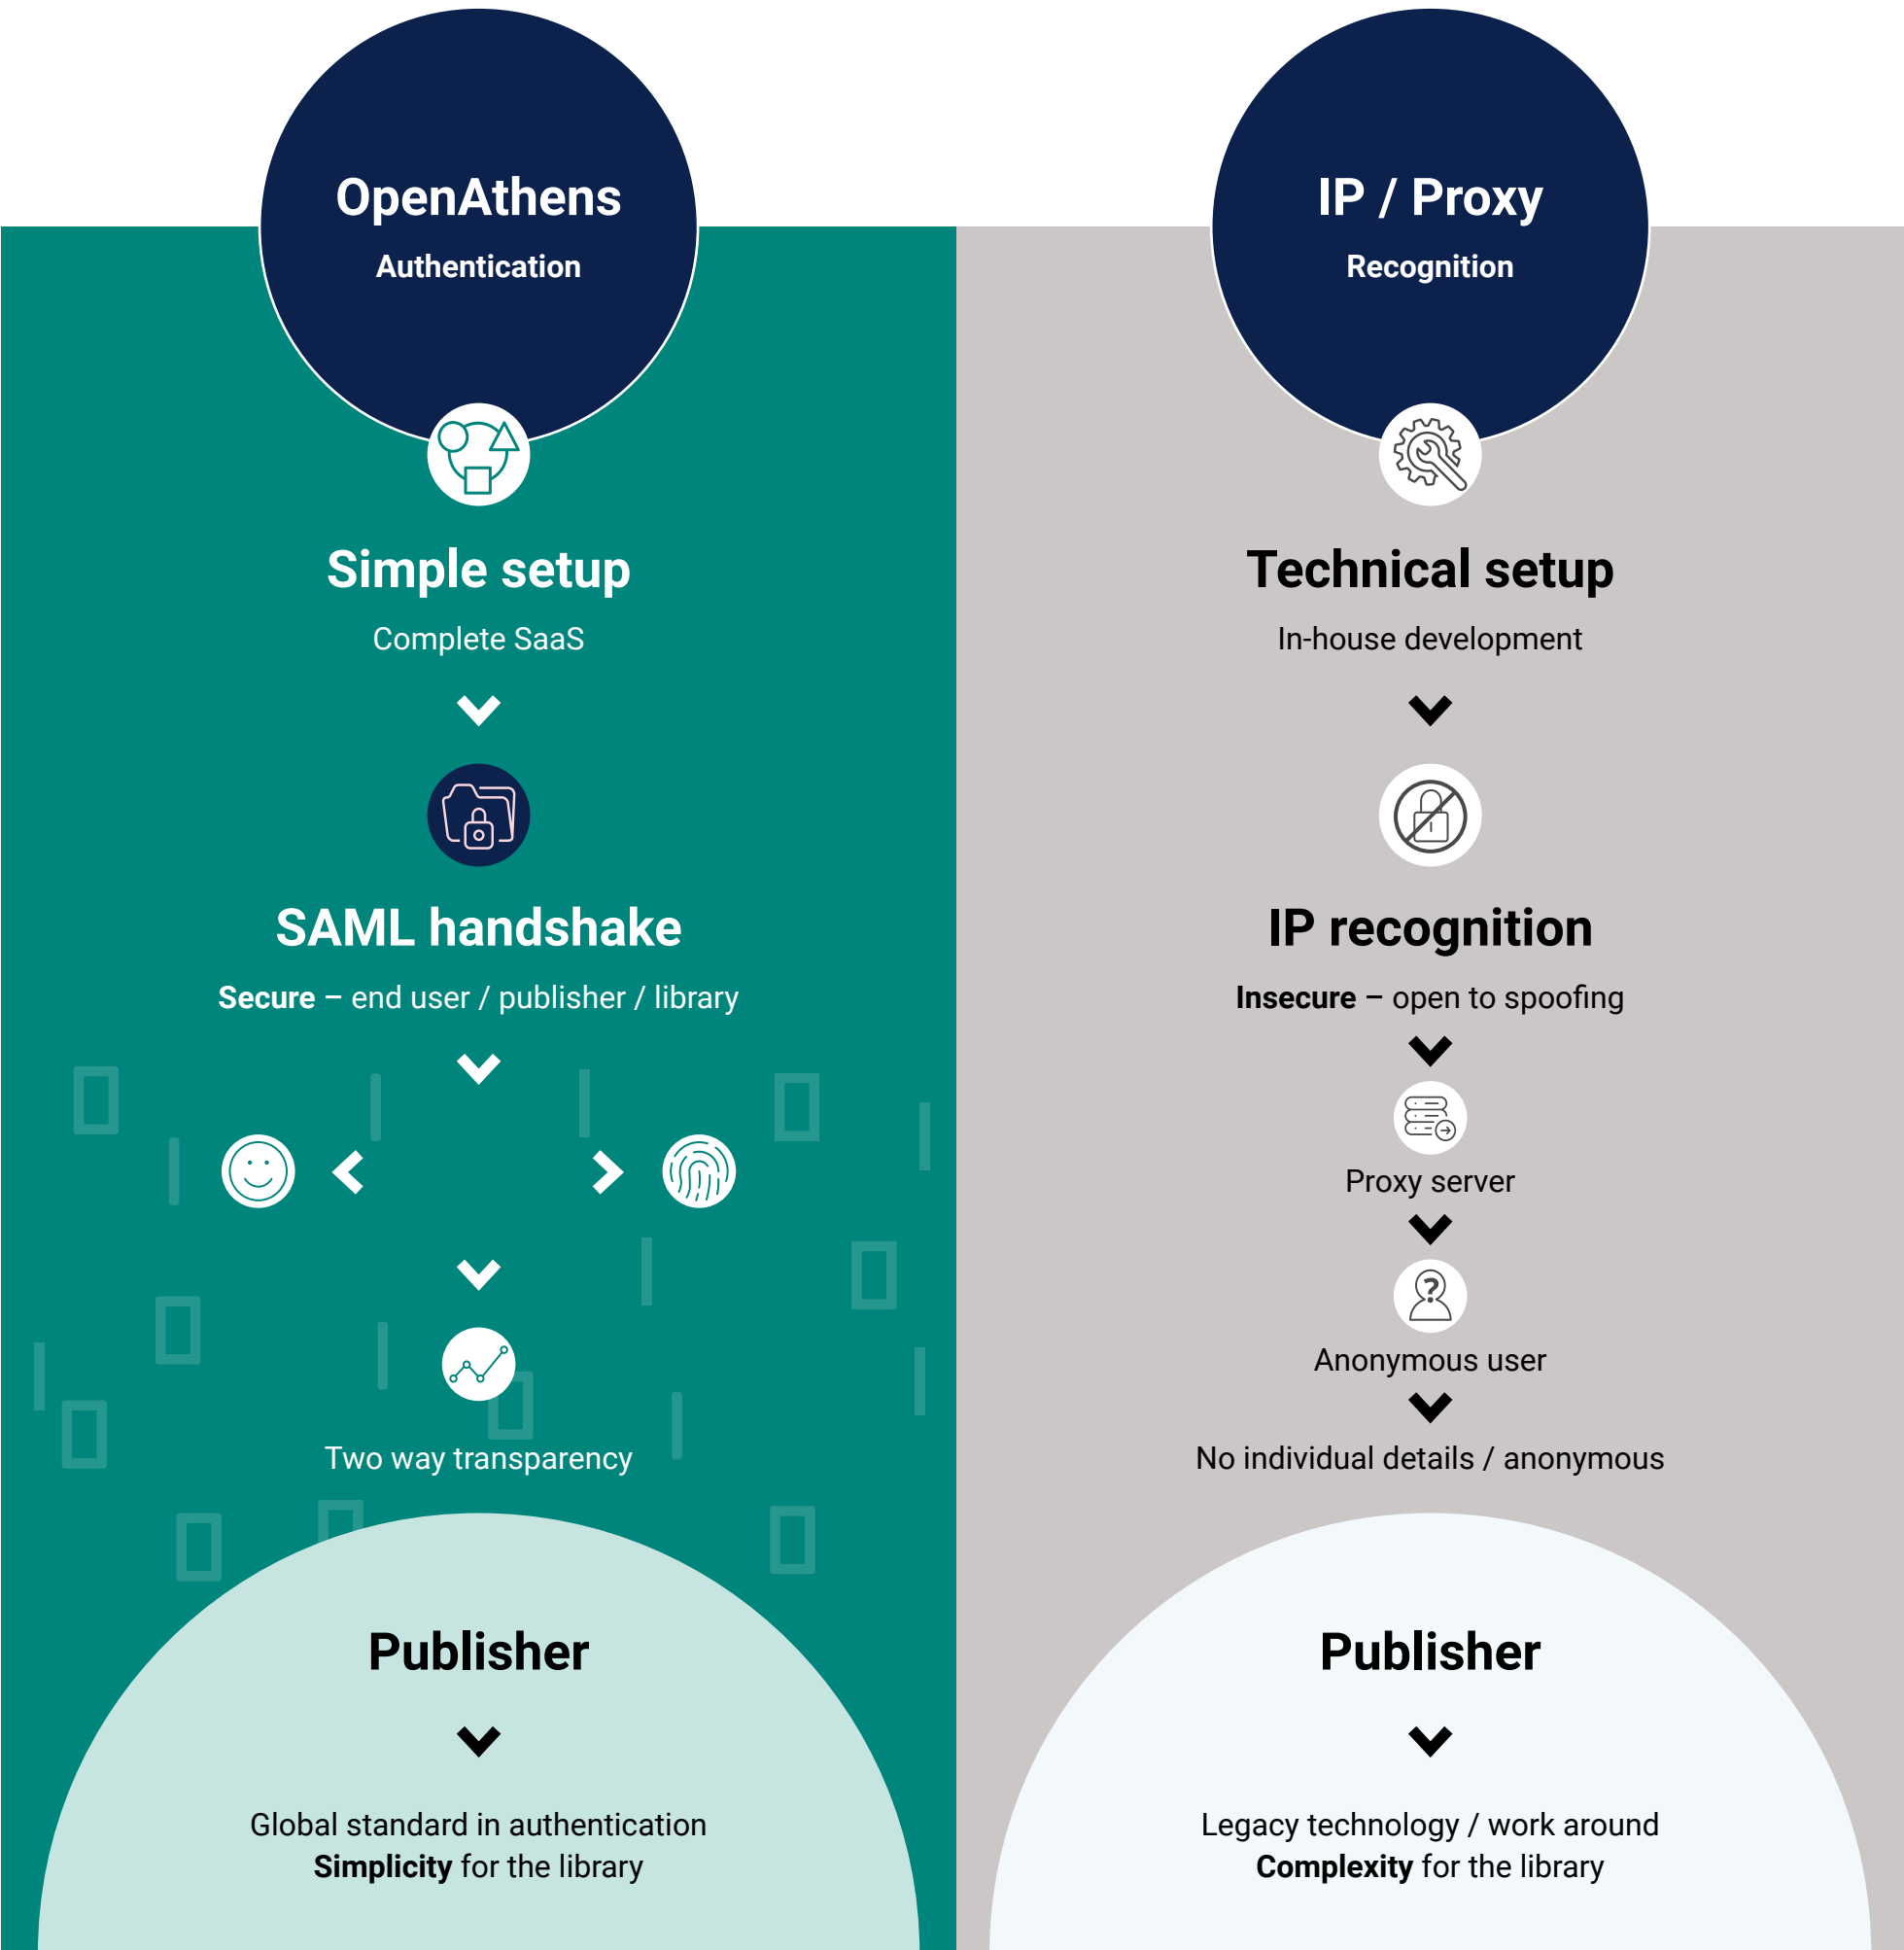 OpenAthens
Authentication
Simple setup
Complete SaaS
SAML handshake
Secure – end user / publisher / library
Two way transparency
Publisher
Global standard in authentication
Simplicity for the library
IP / Proxy
Recognition
Technical setup
In-house development
IP recognition
Insecure – open to spoofing
Proxy server
?
Anonymous user
No individual details / anonymous
Publisher
Legacy technology / work around
Complexity for the library